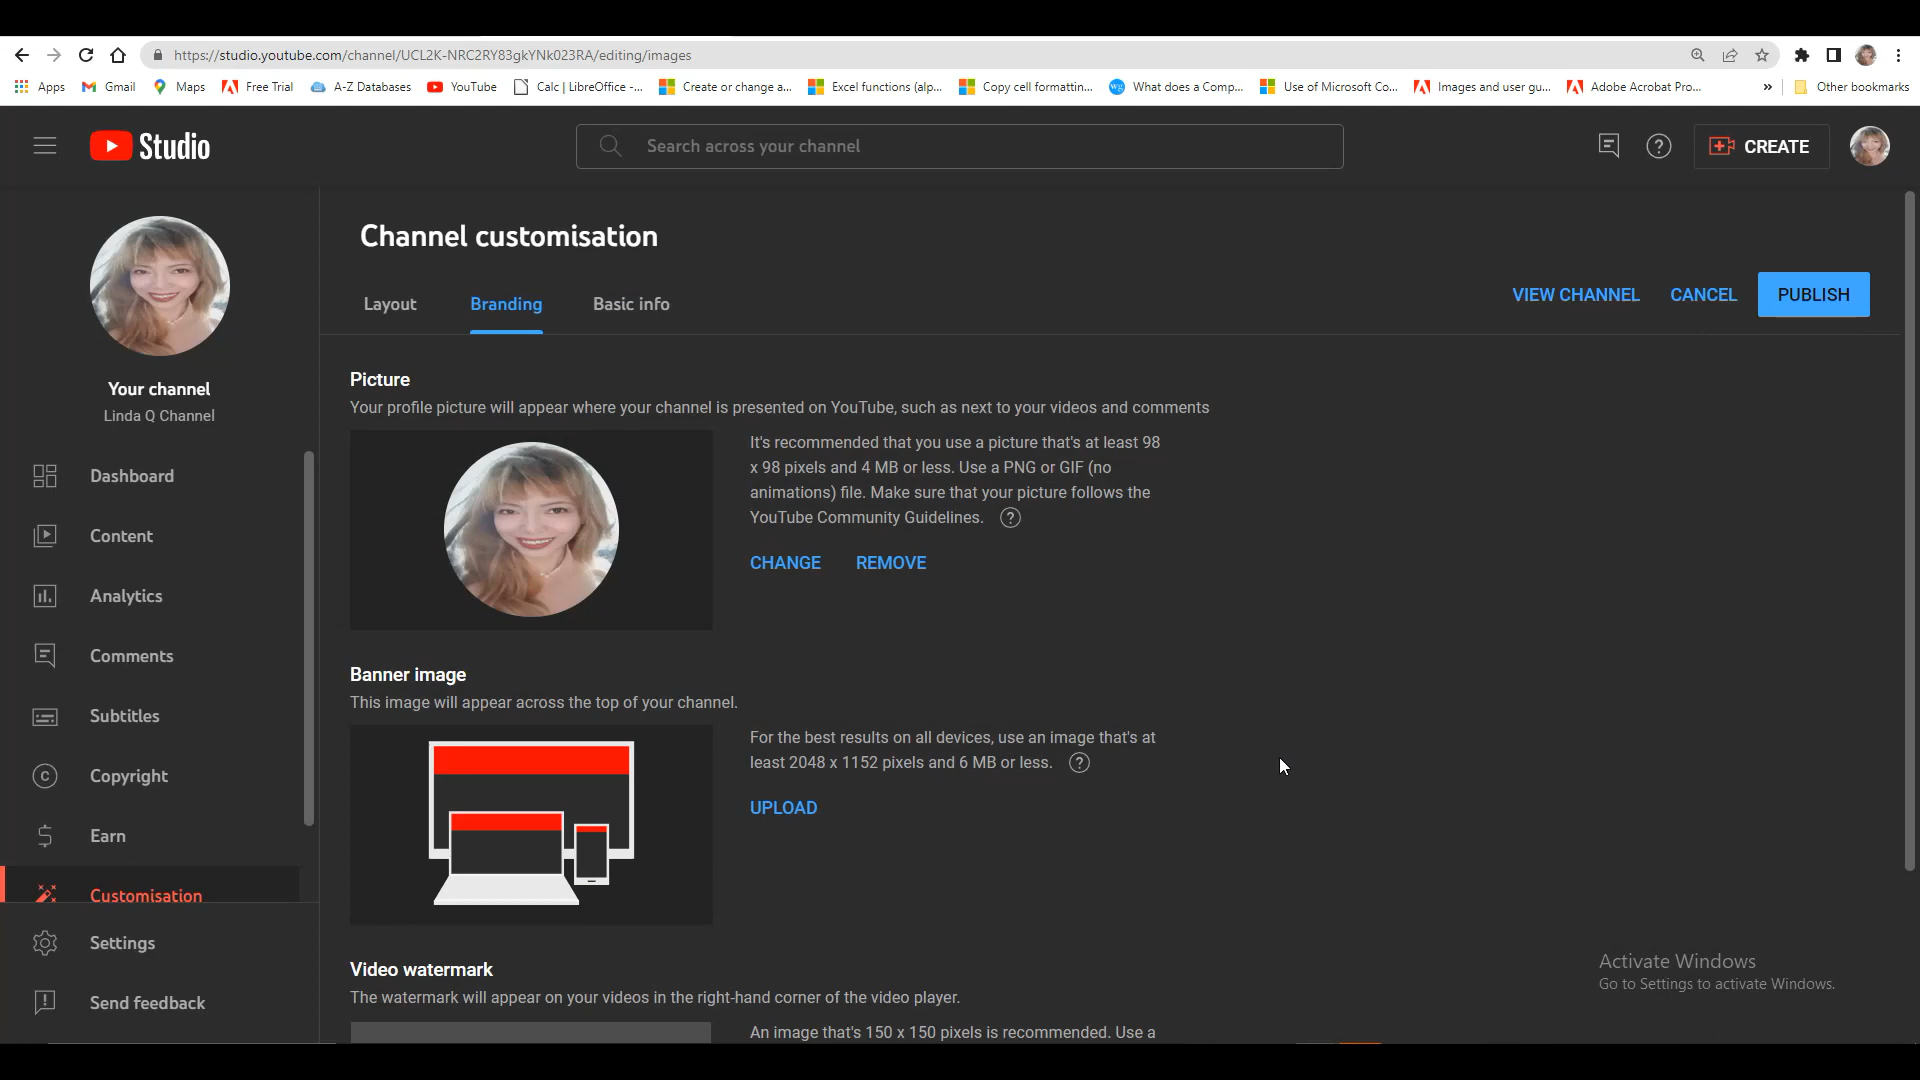 https://studio.youtube.com/channel/UCL2K-NRC2RY83gkYNk023RA/editing/images
Apps Gmail Maps Free Trial A-Z Databases YouTube Calc | LibreOffice -... Create or change a... Excel functions (alp... Copy cell formattin... What does a Comp... Use of Microsoft Co... Images and user gu... Adobe Acrobat Pro... » Other bookmarks
Studio
Search across your channel
CREATE
Your channel
Linda Q Channel
Dashboard
Content
Analytics
Comments
Subtitles
Copyright
Earn
Customisation
Settings
Send feedback
Channel customisation
Layout Branding Basic info
VIEW CHANNEL CANCEL PUBLISH
Picture
Your profile picture will appear where your channel is presented on YouTube, such as next to your videos and comments
It's recommended that you use a picture that's at least 98
x 98 pixels and 4 MB or less. Use a PNG or GIF (no
animations) file. Make sure that your picture follows the
YouTube Community Guidelines.
CHANGE REMOVE
Banner image
This image will appear across the top of your channel.
For the best results on all devices, use an image that's at
least 2048 x 1152 pixels and 6 MB or less.
UPLOAD
Video watermark
The watermark will appear on your videos in the right-hand corner of the video player.
An image that's 150 x 150 pixels is recommended. Use a
Activate Windows
Go to Settings to activate Windows.